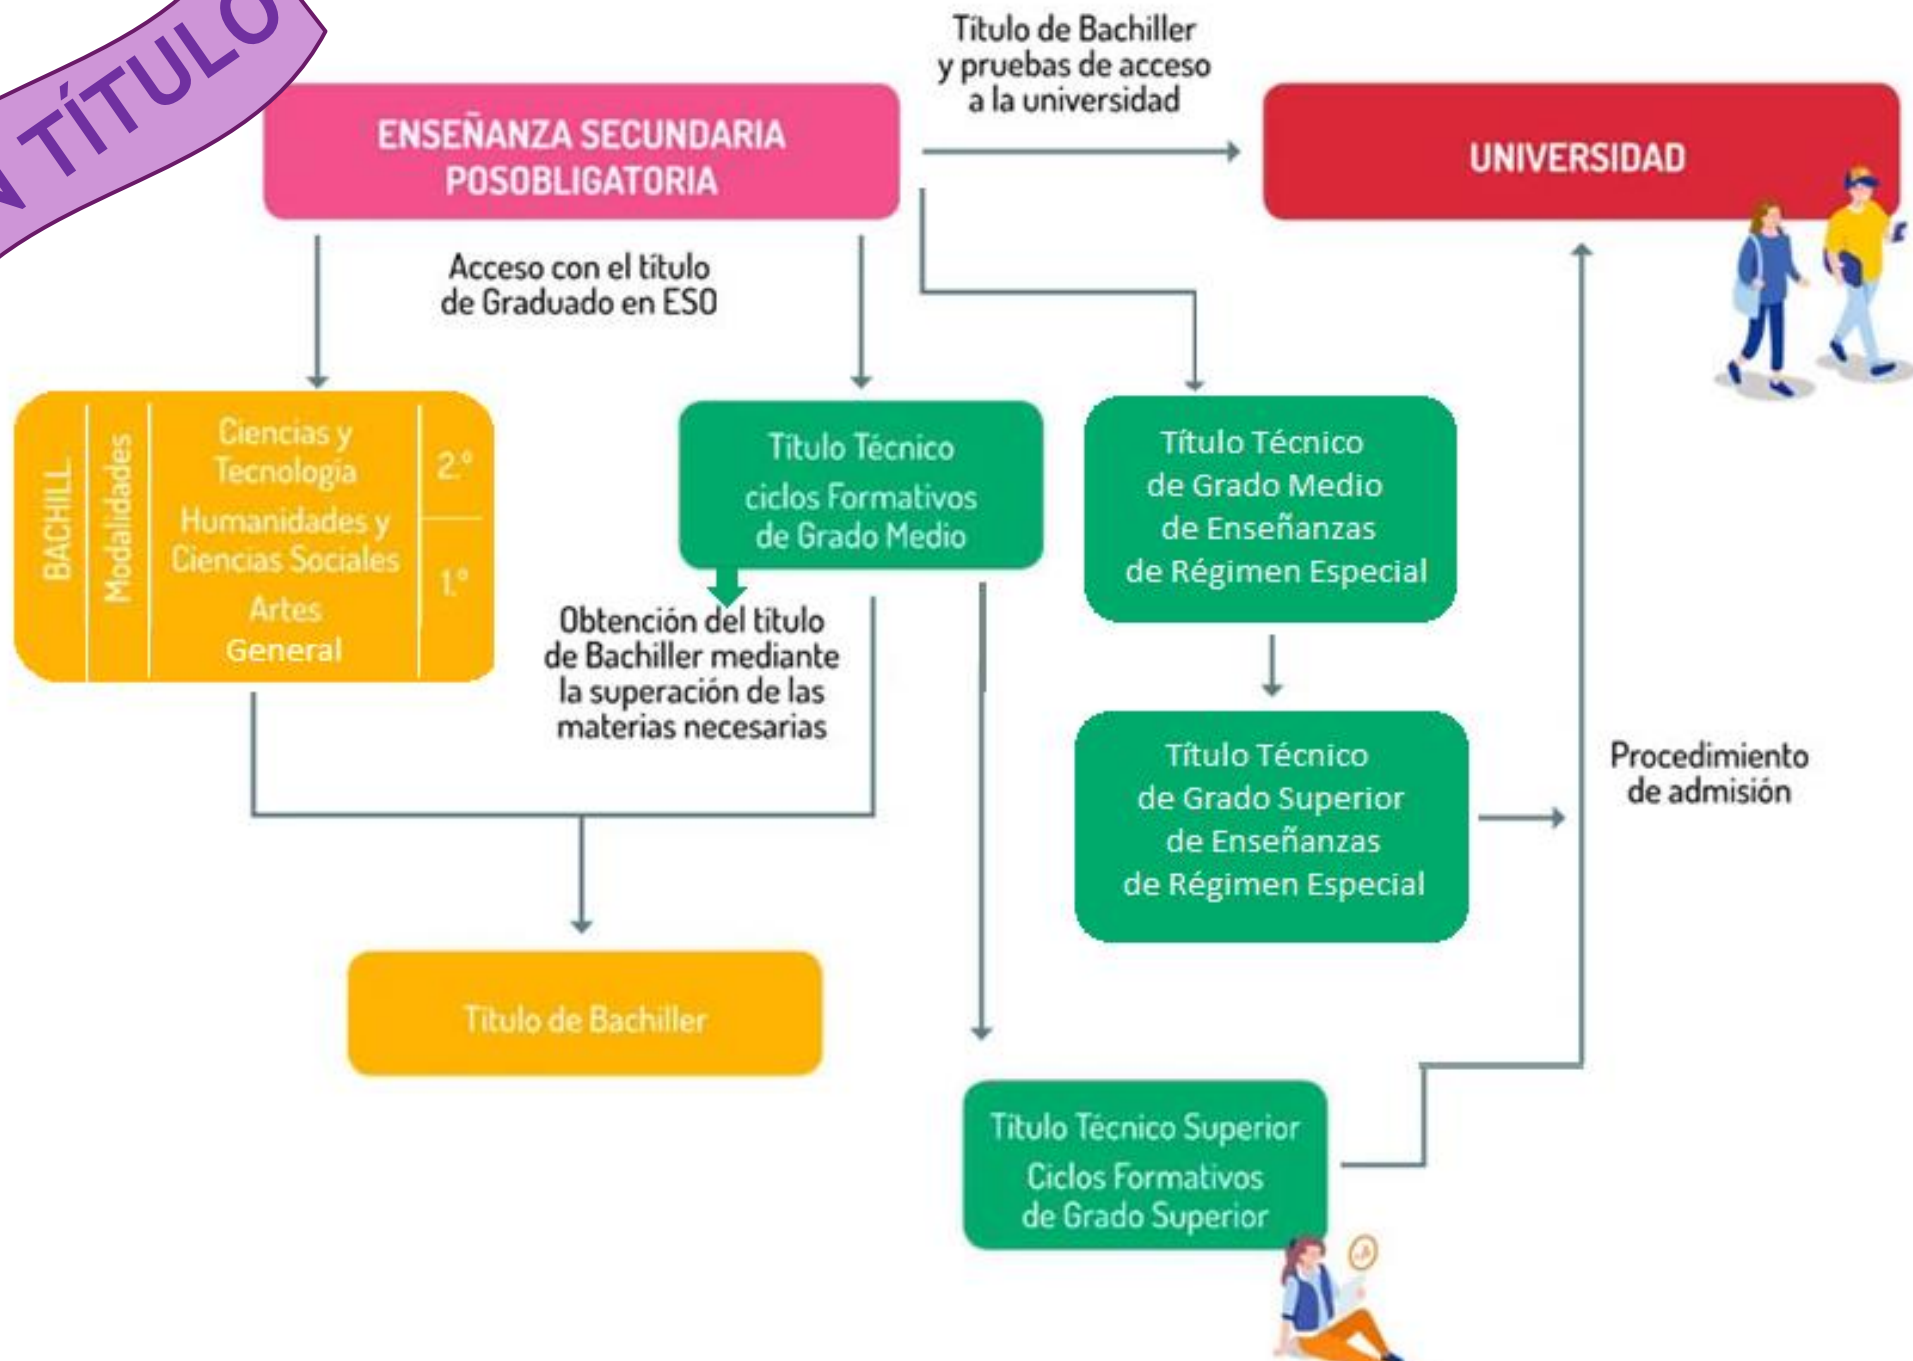 TÍTULO
Título de Bachiller
y pruebas de acceso
a la universidad
ENSEÑANZA SECUNDARIA
POSOBLIGATORIA
UNIVERSIDAD
Acceso con el título
de Graduado en ESO
BACHILL.
Modalidades
Ciencias y
Tecnología
Humanidades y
Ciencias Sociales
Artes
General
2.º
1.º
Título Técnico
ciclos Formativos
de Grado Medio
Título Técnico
de Grado Medio
de Enseñanzas
de Régimen Especial
Obtención del título
de Bachiller mediante
la superación de las
materias necesarias
Título Técnico
de Grado Superior
de Enseñanzas
de Régimen Especial
Procedimiento
de admisión
Título de Bachiller
Título Técnico Superior
Ciclos Formativos
de Grado Superior